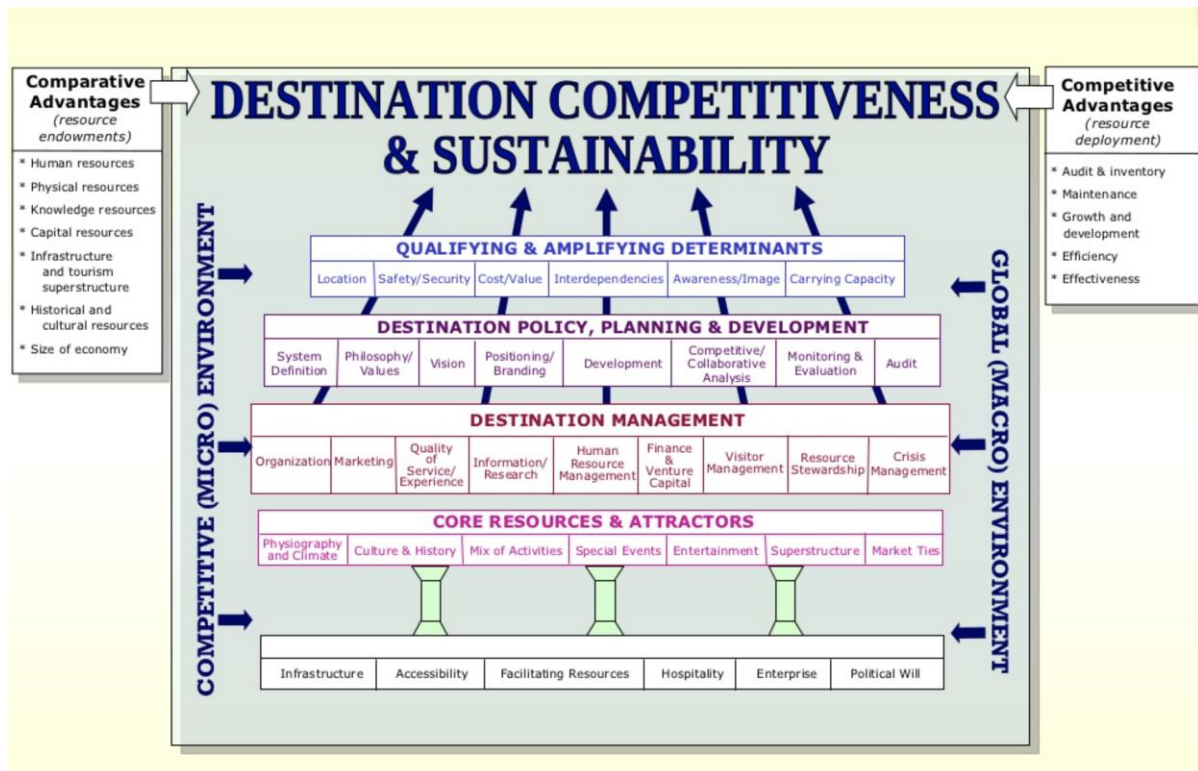 Comparative
Advantages
(resource
endowments)
* Human resources
* Physical resources
* Knowledge resources
* Capital resources
* Infrastructure
and tourism
superstructure
* Historical and
cultural resources
* Size of economy
DESTINATION COMPETITIVENESS
& SUSTAINABILITY
Competitive
Advantages
(resource
deployment)
* Audit & inventory
* Maintenance
* Growth and
development
* Efficiency
* Effectiveness
COMPETITIVE (MICRO) ENVIRONMENT
GLOBAL (MACRO) ENVIRONMENT
QUALIFYING & AMPLIFYING DETERMINANTS
Location
Safety/Security
Cost/Value
Interdependencies
Awareness/Image
Carrying Capacity
DESTINATION POLICY, PLANNING & DEVELOPMENT
System
Definition
Philosophy/
Values
Vision
Positioning/
Branding
Development
Competitive/
Collaborative
Analysis
Monitoring &
Evaluation
Audit
DESTINATION MANAGEMENT
Organization
Marketing
Quality
of
Service/
Experience
Information/
Research
Human
Resource
Management
Finance
&
Venture
Capital
Visitor
Management
Resource
Stewardship
Crisis
Management
CORE RESOURCES & ATTRACTORS
Physiography
and Climate
Culture & History
Mix of Activities
Special Events
Entertainment
Superstructure
Market Ties
Infrastructure
Accessibility
Facilitating Resources
Hospitality
Enterprise
Political Will